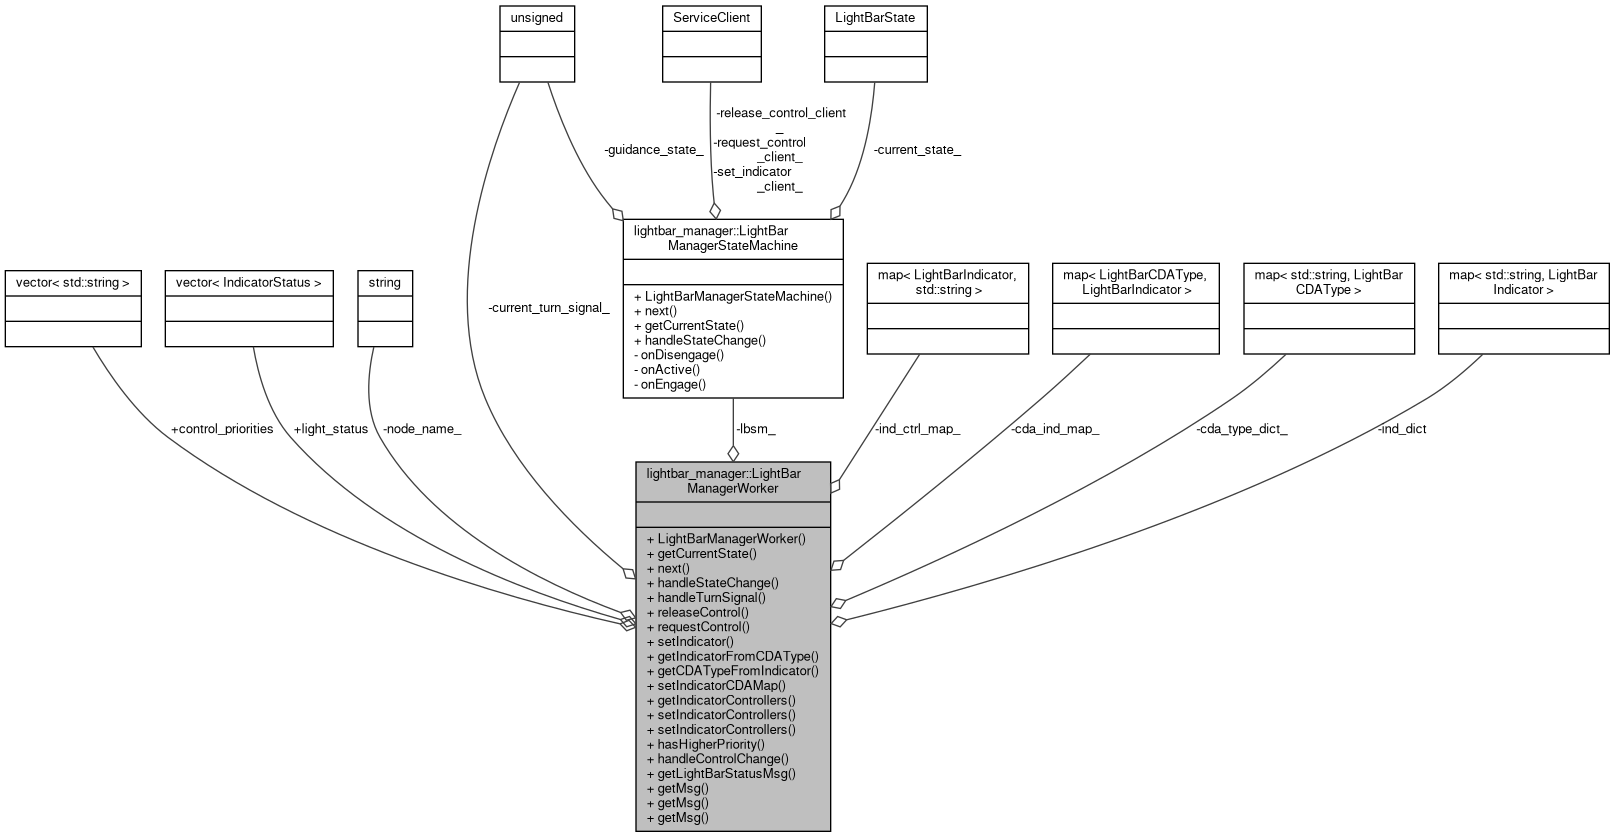 unsigned
ServiceClient
LightBarState
-release_control_client
_
-request_control
_client_
-set_indicator
_client_
-guidance_state_
-current_state_
lightbar_manager::LightBar
ManagerStateMachine
+ LightBarManagerStateMachine()
+ next()
+ getCurrentState()
+ handleStateChange()
- onDisengage()
- onActive()
- onEngage()
vector< std::string >
vector< IndicatorStatus >
string
-current_turn_signal_
map< LightBarIndicator,
std::string >
map< LightBarCDAType,
LightBarIndicator >
map< std::string, LightBar
CDAType >
map< std::string, LightBar
Indicator >
+control_priorities
+light_status
-node_name_
-lbsm_
-ind_ctrl_map_
-cda_ind_map_
-cda_type_dict_
-ind_dict
lightbar_manager::LightBar
ManagerWorker
+ LightBarManagerWorker()
+ getCurrentState()
+ next()
+ handleStateChange()
+ handleTurnSignal()
+ releaseControl()
+ requestControl()
+ setIndicator()
+ getIndicatorFromCDAType()
+ getCDATypeFromIndicator()
+ setIndicatorCDAMap()
+ getIndicatorControllers()
+ setIndicatorControllers()
+ setIndicatorControllers()
+ hasHigherPriority()
+ handleControlChange()
+ getLightBarStatusMsg()
+ getMsg()
+ getMsg()
+ getMsg()